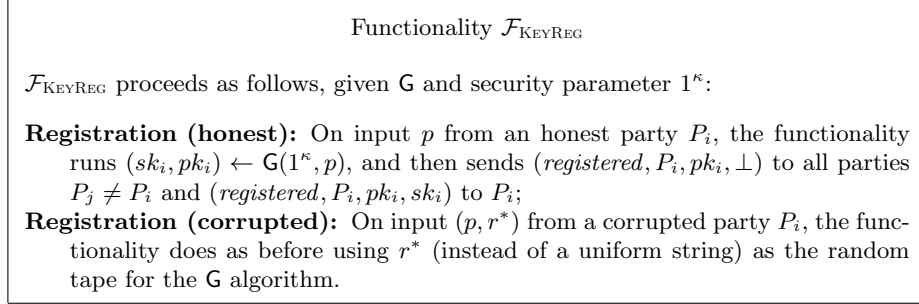 Functionality F_KeyReg
F_KeyReg proceeds as follows, given G and security parameter 1^κ:
Registration (honest): On input p from an honest party P_i, the functionality
runs (sk_i, pk_i) ← G(1^κ, p), and then sends (registered, P_i, pk_i, ⊥) to all parties
P_j ≠ P_i and (registered, P_i, pk_i, sk_i) to P_i;
Registration (corrupted): On input (p, r*) from a corrupted party P_i, the func-
tionality does as before using r* (instead of a uniform string) as the random
tape for the G algorithm.